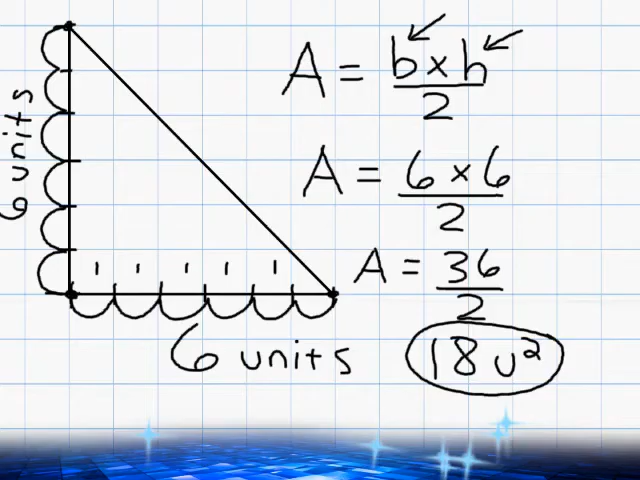 6 units
A = b × h
2
A = 6 × 6
2
A = 36
2
6 units
18 u²